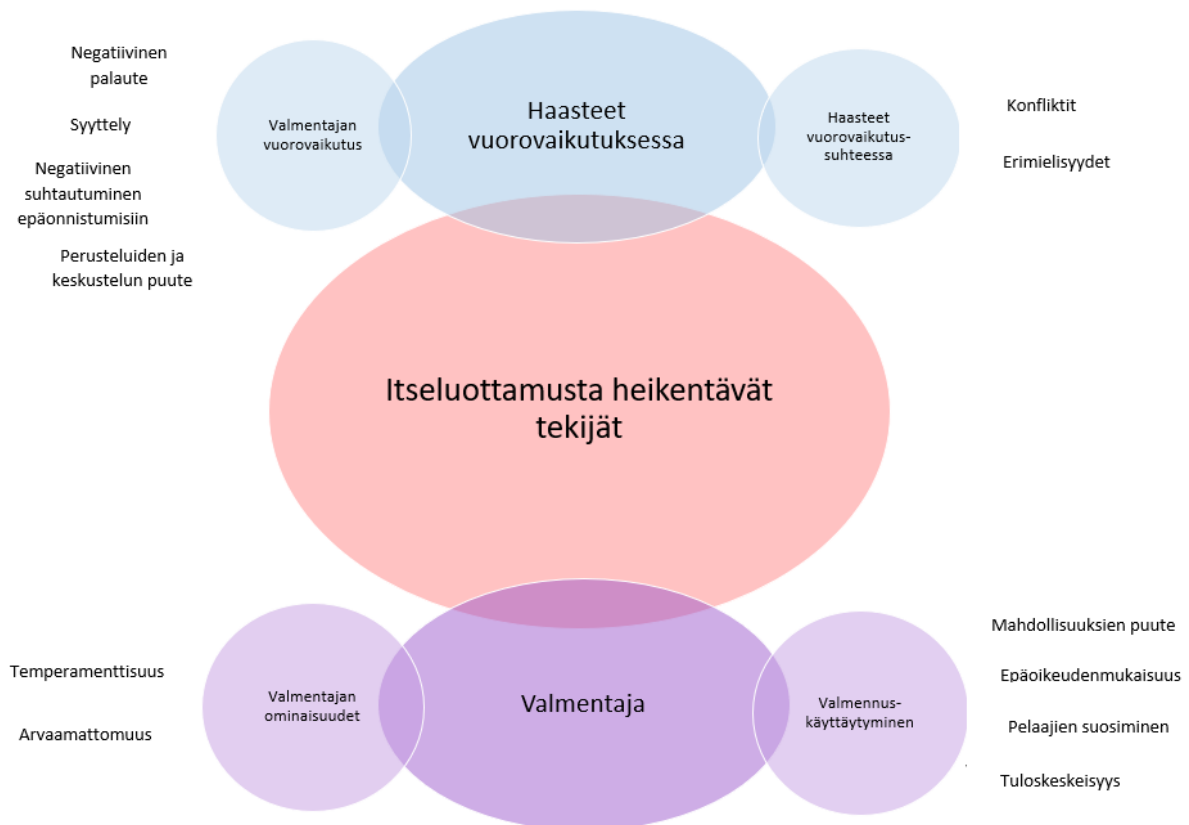 Negatiivinen
palaute
Syyttely
Negatiivinen
suhtautuminen
epäonnistumisiin
Perusteluiden ja
keskustelun puute
Valmentajan
vuorovaikutus
Haasteet
vuorovaikutuksessa
Haasteet
vuorovaikutus-
suhteessa
Konfliktit
Erimielisyydet
Itseluottamusta heikentävät
tekijät
Temperamenttisuus
Arvaamattomuus
Valmentajan
ominaisuudet
Valmentaja
Valmennus-
käyttäytyminen
Mahdollisuuksien puute
Epäoikeudenmukaisuus
Pelaajien suosiminen
Tuloskeskeisyys